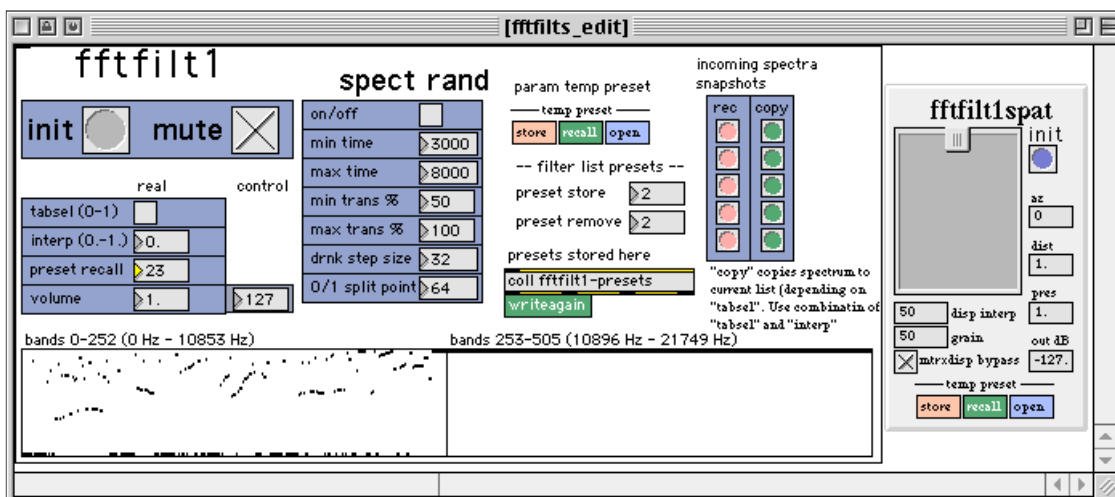 [fftfilts_edit]
fftfilt1
init
mute
real
control
tabsel (0-1)
interp (0.-1.)
0.
preset recall
23
volume
1.
127
spect rand
on/off
min time
3000
max time
8000
min trans %
50
max trans %
100
drnk step size
32
0/1 split point
64
param temp preset
temp preset
store
recall
open
-- filter list presets --
preset store
2
preset remove
2
presets stored here
coll fftfilt1-presets
writeagain
incoming spectra
snapshots
rec
copy
"copy" copies spectrum to
current list (depending on
"tabsel". Use combinatin of
"tabsel" and "interp"
bands 0-252 (0 Hz - 10853 Hz)
bands 253-505 (10896 Hz - 21749 Hz)
fftfilt1spat
init
az
0
dist
1.
pres
1.
out dB
-127.
50
disp interp
50
grain
mtrxdisp bypass
temp preset
store
recall
open